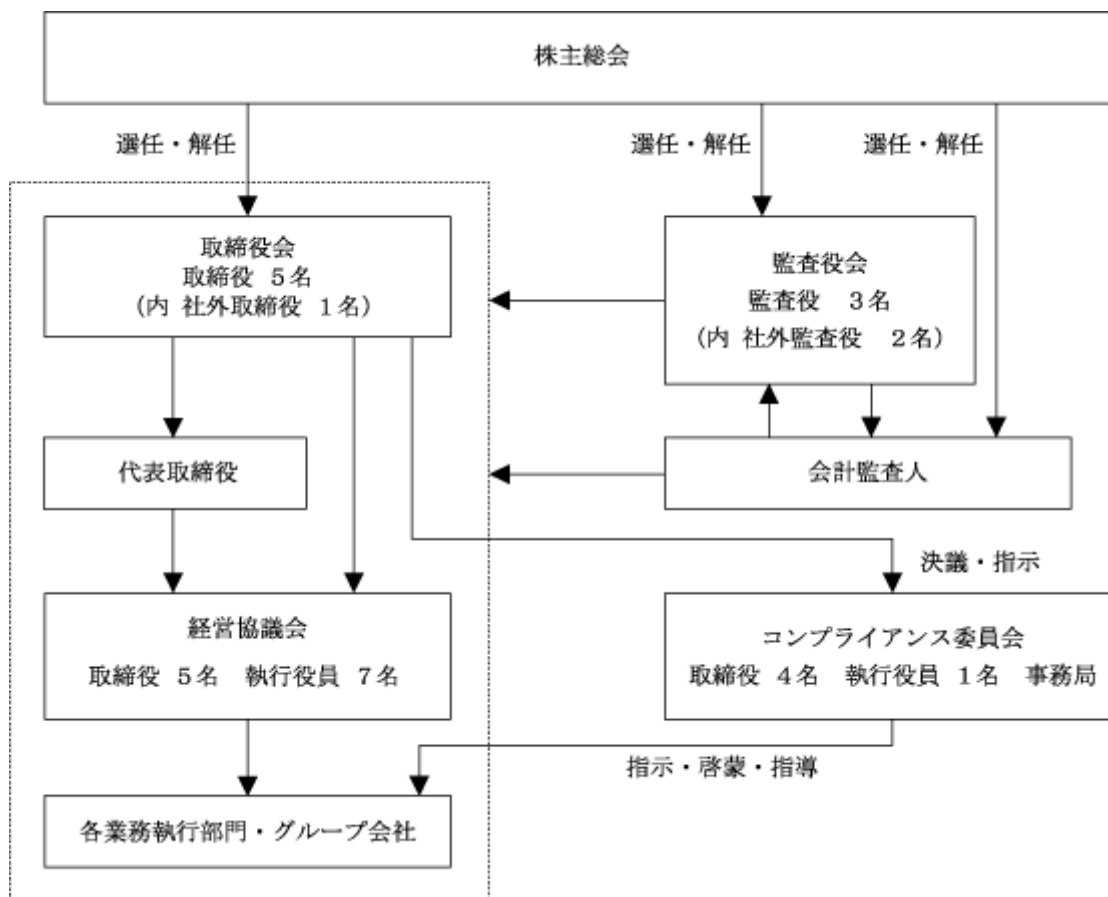 株主総会
選任・解任
選任・解任
選任・解任
取締役会
取締役 5名
(内 社外取締役 1名)
監査役会
監査役 3名
(内 社外監査役 2名)
代表取締役
会計監査人
決議・指示
経営協議会
取締役 5名 執行役員 7名
コンプライアンス委員会
取締役 4名 執行役員 1名 事務局
指示・啓蒙・指導
各業務執行部門・グループ会社